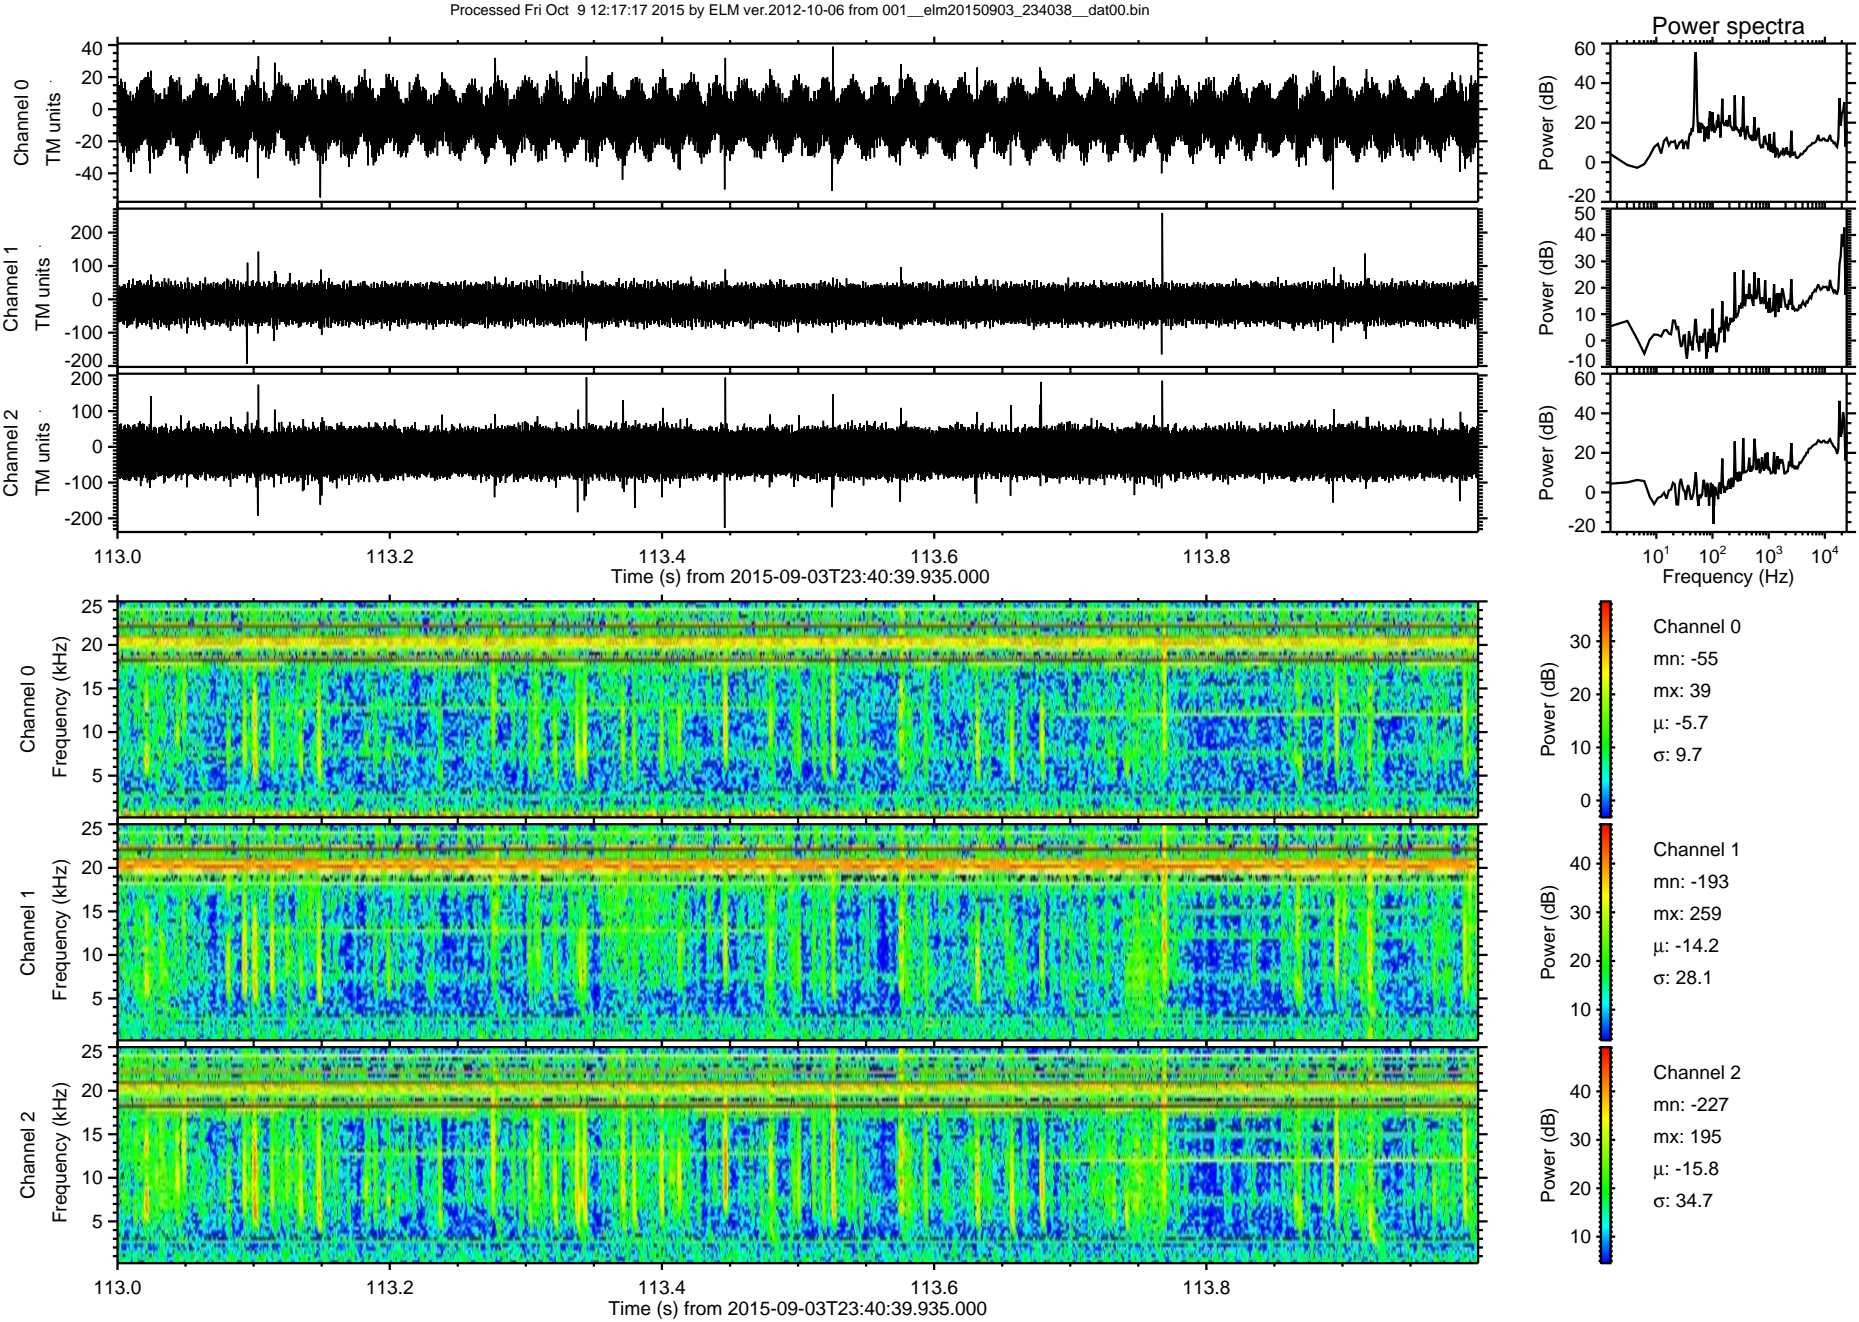 Processed Fri Oct  9 12:17:17 2015 by ELM ver.2012-10-06 from 001__elm20150903_234038__dat00.bin
Power spectra
Channel 0
TM units
40
20
0
-20
-40
Power (dB)
60
40
20
0
-20
Channel 1
TM units
200
100
0
-100
-200
Power (dB)
50
40
30
20
10
0
-10
Channel 2
TM units
200
100
0
-100
-200
Power (dB)
60
40
20
0
-20
113.0 113.2 113.4 113.6 113.8
Time (s) from 2015-09-03T23:40:39.935.000
10¹ 10² 10³ 10⁴
Frequency (Hz)
Channel 0
Frequency (kHz)
25
20
15
10
5
Power (dB)
30
20
10
0
Channel 0
mn: -55
mx: 39
μ: -5.7
σ: 9.7
Channel 1
Frequency (kHz)
25
20
15
10
5
Power (dB)
40
30
20
10
Channel 1
mn: -193
mx: 259
μ: -14.2
σ: 28.1
Channel 2
Frequency (kHz)
25
20
15
10
5
Power (dB)
40
30
20
10
Channel 2
mn: -227
mx: 195
μ: -15.8
σ: 34.7
113.0 113.2 113.4 113.6 113.8
Time (s) from 2015-09-03T23:40:39.935.000